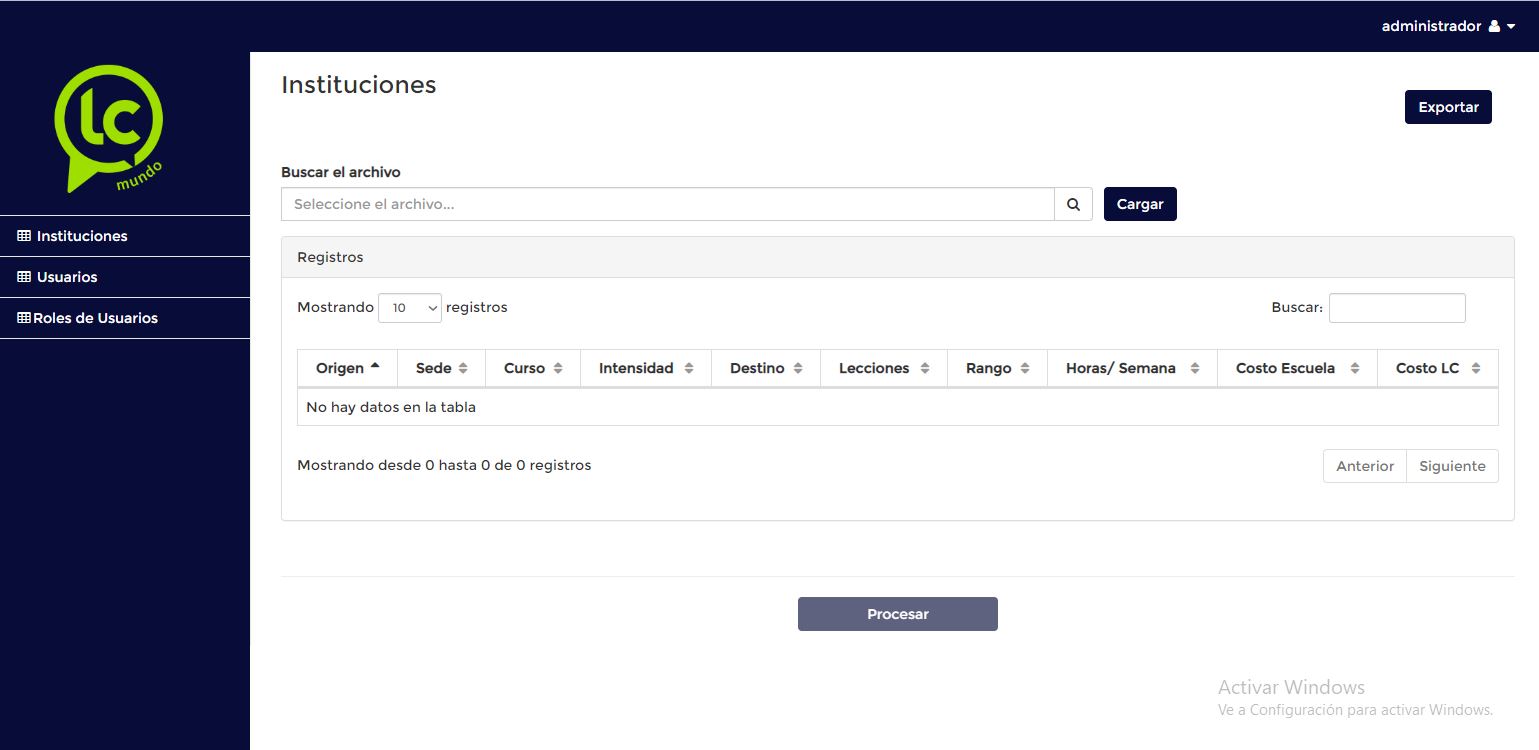 administrador
lc
mundo
Instituciones
Usuarios
Roles de Usuarios
Instituciones
Exportar
Buscar el archivo
Seleccione el archivo...
Cargar
Registros
Mostrando 10 registros
Buscar:
Origen Sede Curso Intensidad Destino Lecciones Rango Horas/ Semana Costo Escuela Costo LC
No hay datos en la tabla
Mostrando desde 0 hasta 0 de 0 registros
Anterior Siguiente
Procesar
Activar Windows
Ve a Configuración para activar Windows.